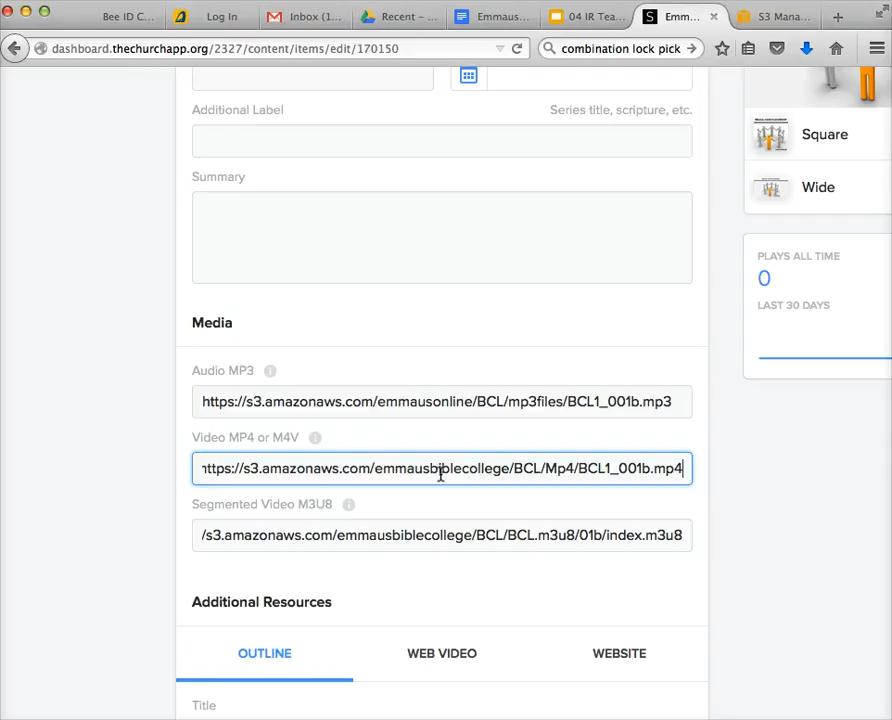 Bee ID C...
Log In
Inbox (1...
Recent – ...
Emmaus...
04 IR Tea...
Emm...
S3 Mana...
dashboard.thechurchapp.org/2327/content/items/edit/170150
combination lock pick
Additional Label
Series title, scripture, etc.
Summary
Media
Audio MP3
https://s3.amazonaws.com/emmausonline/BCL/mp3files/BCL1_001b.mp3
Video MP4 or M4V
https://s3.amazonaws.com/emmausbiblecollege/BCL/Mp4/BCL1_001b.mp4
Segmented Video M3U8
/s3.amazonaws.com/emmausbiblecollege/BCL/BCL.m3u8/01b/index.m3u8
Additional Resources
OUTLINE
WEB VIDEO
WEBSITE
Title
Square
Wide
PLAYS ALL TIME
0
LAST 30 DAYS